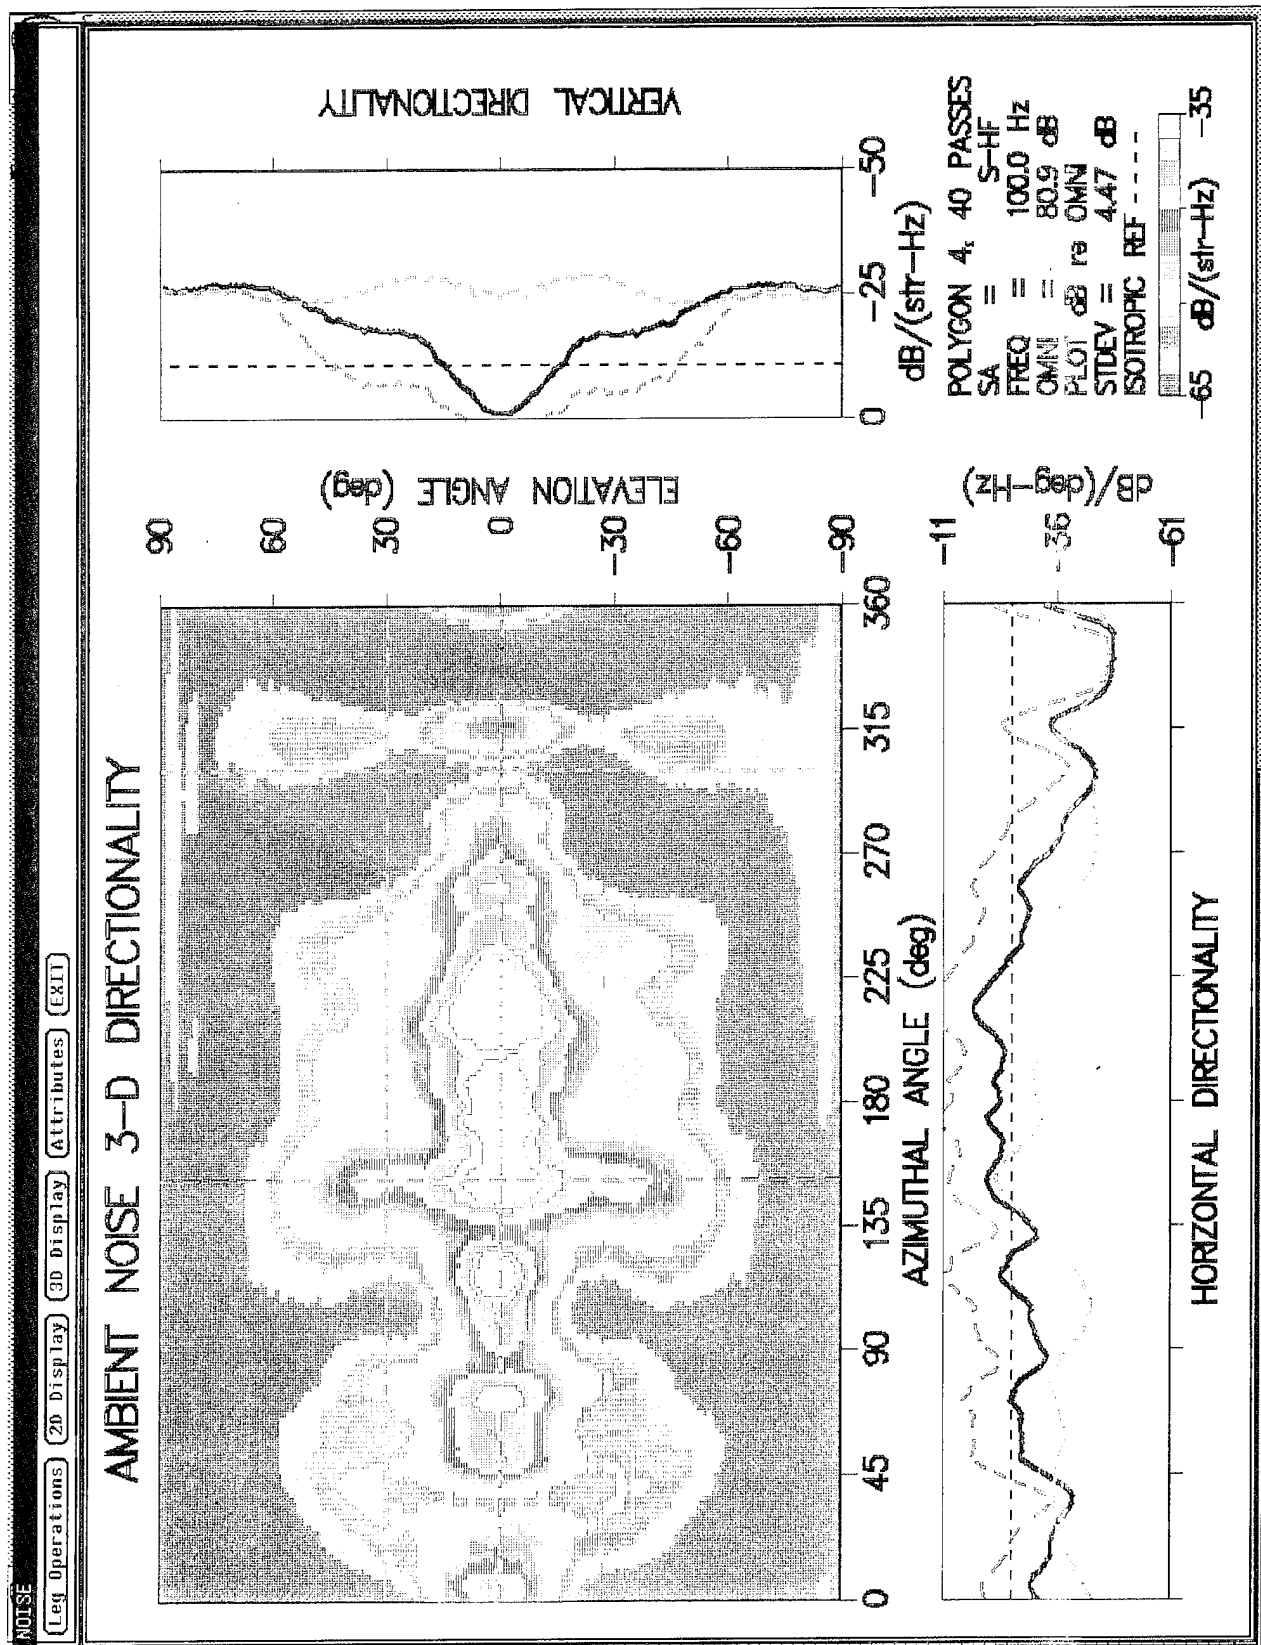 NOISE
Leg Operations 2D Display 3D Display Attributes EXIT
AMBIENT NOISE 3-D DIRECTIONALITY
90
60
30
0
-30
-60
-90
ELEVATION ANGLE (deg)
0 45 90 135 180 225 270 315 360
AZIMUTHAL ANGLE (deg)
VERTICAL DIRECTIONALITY
0 -25 -50
dB/(str-Hz)
-11
-36
-61
dB/(deg-Hz)
HORIZONTAL DIRECTIONALITY
POLYGON 4, 40 PASSES
SA = S-HF
FREQ = 100.0 Hz
OMNI = 80.9 dB
PLOT dB re OMNI
STDEV = 4.47 dB
ISOTROPIC REF ----
-65 dB/(str-Hz) -35